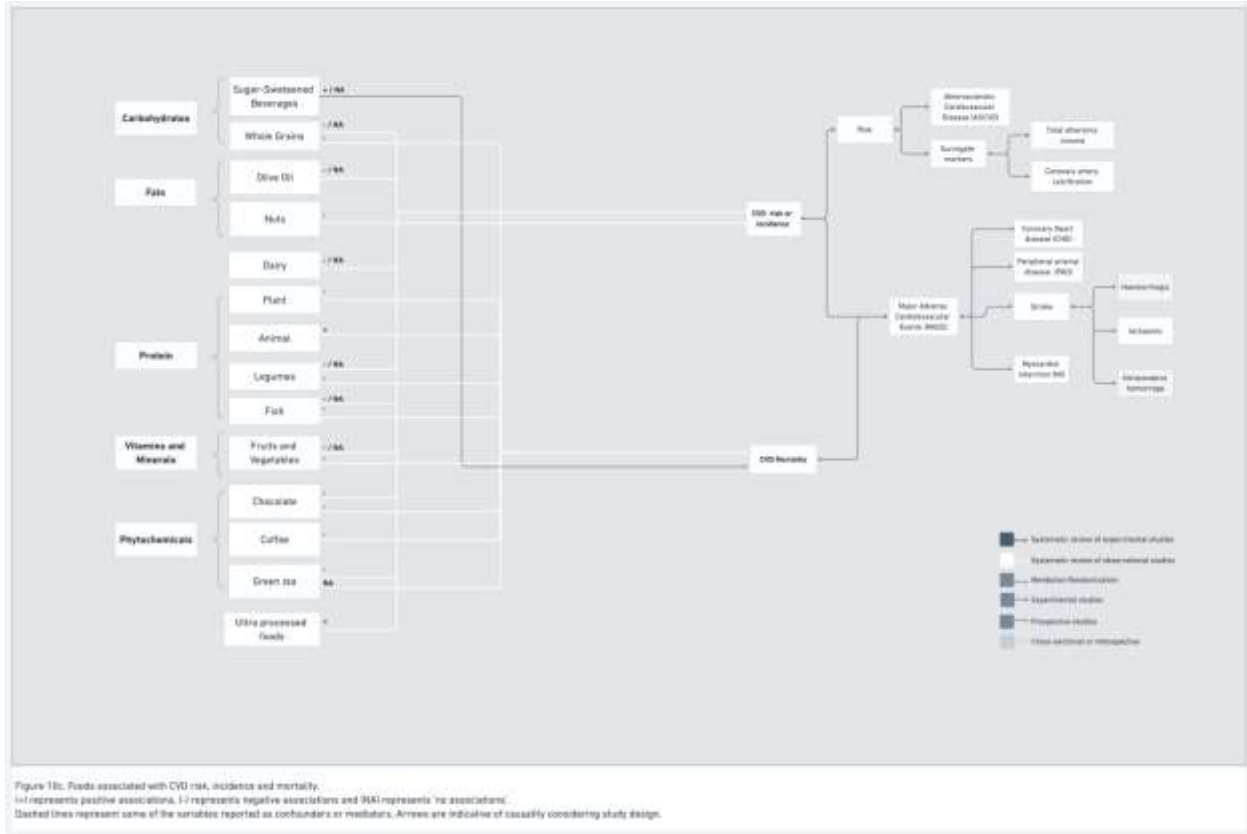 Carbohydrates
Sugar-Sweetened
Beverages
+ / NA
Whole Grains
- / NA
Fats
Olive Oil
- / NA
Nuts
Dairy
- / NA
Protein
Plant
Animal
Legumes
- / NA
Fish
- / NA
Vitamins and
Minerals
Fruits and
Vegetables
- / NA
Phytochemicals
Chocolate
Coffee
Green tea
NA
Ultra processed
foods
CVD risk or
incidence
CVD Mortality
Risk
Cardiovascular
Disease (ASCVD)
Surrogate
markers
Total atheroma
volume
Coronary artery
calcification
Major Adverse
Cardiovascular
Events (MACE)
Coronary Heart
disease (CHD)
Peripheral arterial
disease (PAD)
Stroke
Myocardial
infarction (MI)
Ischaemic
Systematic review of experimental studies
Systematic review of observational studies
Mendelian Randomization
Experimental studies
Prospective studies
Cross-sectional or retrospective
Figure 10c. Foods associated with CVD risk, incidence and mortality.
(+) represents positive associations, (-) represents negative associations and (NA) represents 'no associations'.
Dashed lines represent some of the variables reported as confounders or mediators, Arrows are indicative of causality considering study design.